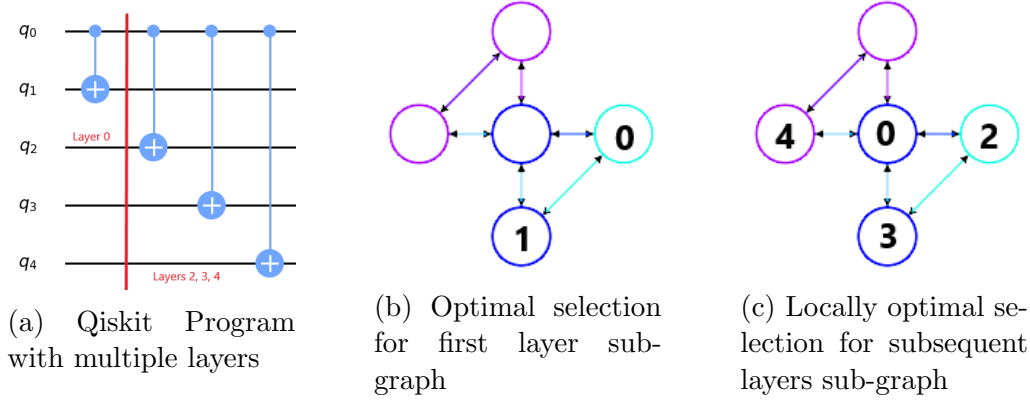 q0
q1
Layer 0
q2
q3
q4
Layers 2, 3, 4
(a) Qiskit Program
with multiple layers
0
1
(b) Optimal selection
for first layer sub-
graph
4 0 2
3
(c) Locally optimal se-
lection for subsequent
layers sub-graph